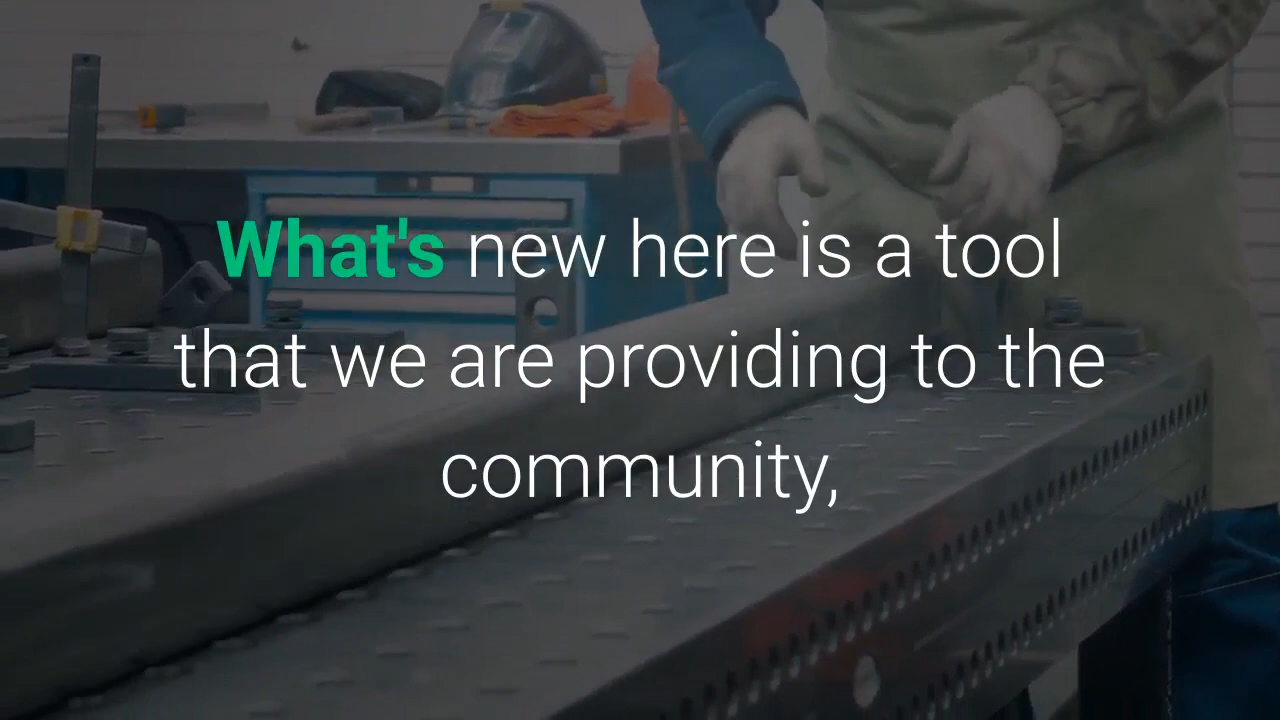 What's new here is a tool
that we are providing to the
community,